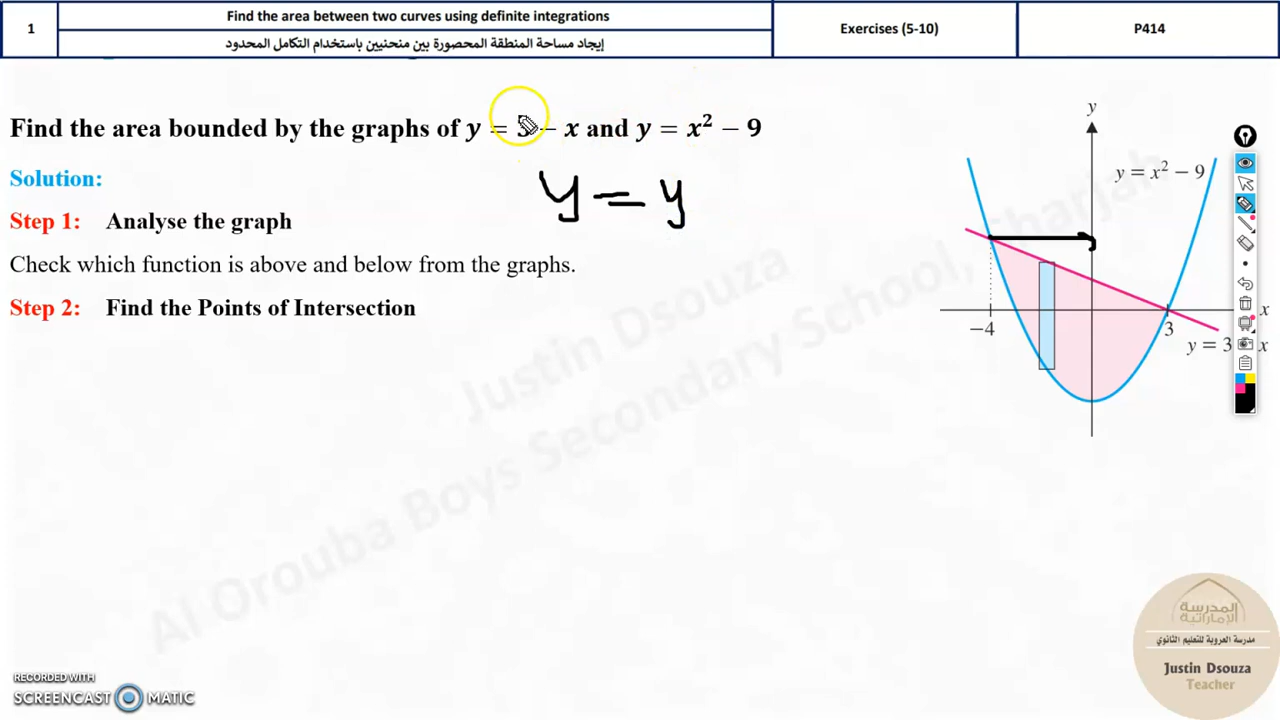 1
Find the area between two curves using definite integrations
إيجاد مساحة المنطقة المحصورة بين منحنيين باستخدام التكامل المحدود
Exercises (5-10)
P414
Find the area bounded by the graphs of y = 3 − x and y = x² − 9
Solution:
y = y
Step 1: Analyse the graph
Check which function is above and below from the graphs.
Step 2: Find the Points of Intersection
y
y = x² − 9
−4
3
x
y = 3 x
Justin Dsouza
Al Orouba Boys Secondary School, Sharjah
RECORDED WITH
SCREENCAST MATIC
المدرسة
الإماراتية
مدرسة العروبة للتعليم الثانوي
Justin Dsouza
Teacher